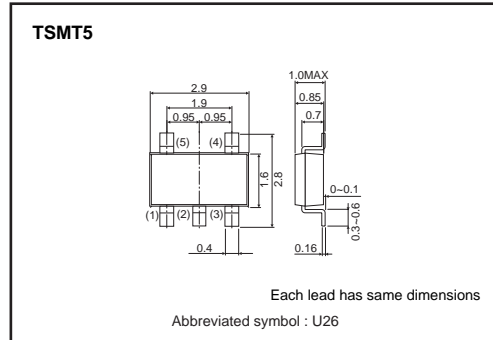 TSMT5
1.0MAX
2.9
0.85
1.9
0.7
0.95 0.95
(5) (4)
1.6
2.8
0~0.1
(1) (2) (3)
0.3~0.6
0.4
0.16
Each lead has same dimensions
Abbreviated symbol : U26